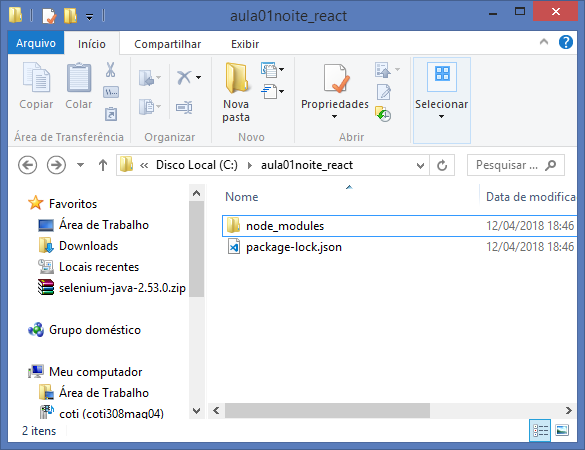 aula01noite_react
Arquivo Início Compartilhar Exibir
Copiar Colar Nova pasta Propriedades Selecionar
Área de Transferência Organizar Novo Abrir
« Disco Local (C:) aula01noite_react Pesquisar ...
Nome Data de modifica
Favoritos
Área de Trabalho
Downloads
Locais recentes
selenium-java-2.53.0.zip
Grupo doméstico
Meu computador
Área de Trabalho
coti (coti308maq04)
node_modules 12/04/2018 18:46
package-lock.json 12/04/2018 18:46
2 itens